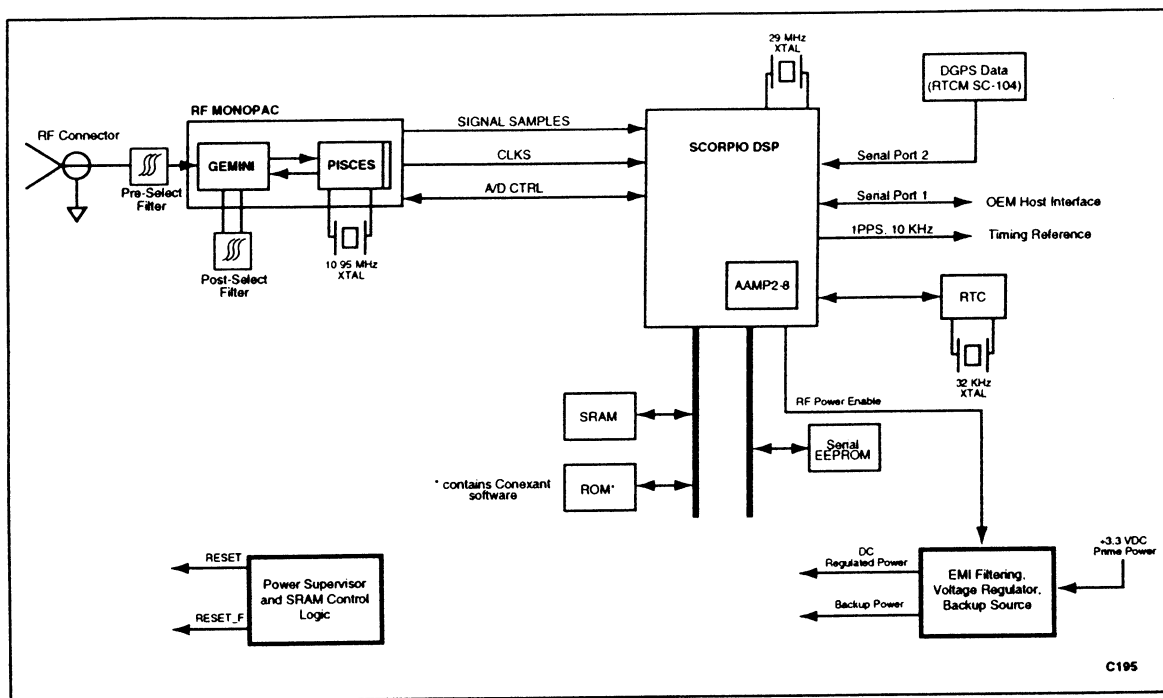 29 MHz
XTAL
DGPS Data
(RTCM SC-104)
RF MONOPAC
RF Connector
SIGNAL SAMPLES
GEMINI
PISCES
CLKS
SCORPIO DSP
Serial Port 2
Pre-Select
Filter
A/D CTRL
Serial Port 1
OEM Host Interface
1PPS, 10 KHz
Timing Reference
Post-Select
Filter
10 95 MHz
XTAL
AAMP2-8
RTC
32 KHz
XTAL
RF Power Enable
SRAM
Serial
EEPROM
* contains Conexant
software
ROM*
RESET
Power Supervisor
and SRAM Control
Logic
RESET_F
DC
Regulated Power
Backup Power
EMI Filtering,
Voltage Regulator,
Backup Source
+3.3 VDC
Prime Power
C195